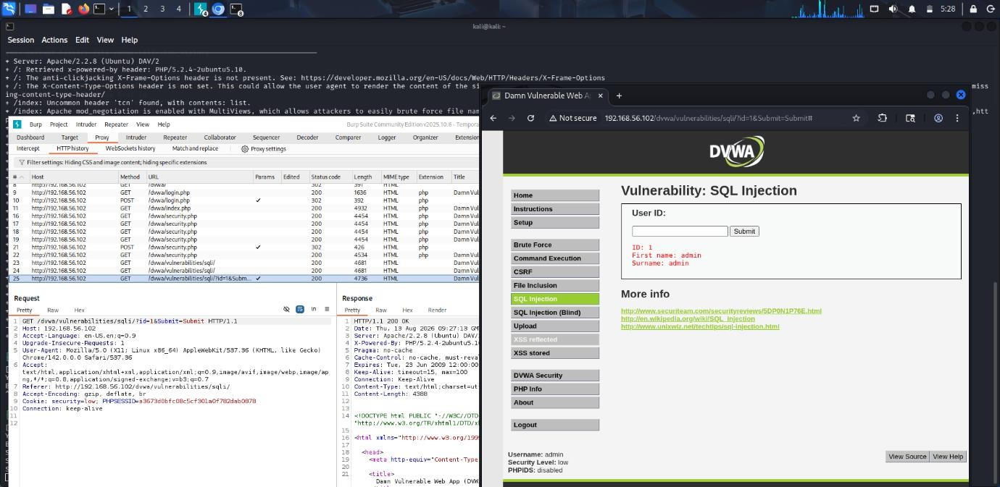 1 2 3 4 4 8 5:28
kali@kali: ~
Session Actions Edit View Help
+ Server: Apache/2.2.8 (Ubuntu) DAV/2
+ /: Retrieved x-powered-by header: PHP/5.2.4-2ubuntu5.10.
+ /: The anti-clickjacking X-Frame-Options header is not present. See: https://developer.mozilla.org/en-US/docs/Web/HTTP/Headers/X-Frame-Options
+ /: The X-Content-Type-Options header is not set. This could allow the user agent to render the content of the si
miss
ing-content-type-header/
+ /index: Uncommon header 'tcn' found, with contents: list.
+ /index: Apache mod_negotiation is enabled with MultiViews, which allows attackers to easily brute force file nam
,htt
Burp Project Intruder Repeater View Help
Burp Suite Community Edition v2025.10.6 - Tempora
Dashboard Target Proxy Intruder Repeater Collaborator Sequencer Decoder Comparer Logger Organizer Extension
Intercept HTTP history WebSockets history Match and replace Proxy settings
Filter settings: Hiding CSS and image content; hiding specific extensions
# Host Method URL Params Edited Status code Length MIME type Extension Title
8 http://192.168.56.102 GET /dvwa/ 302 391 HTML
9 http://192.168.56.102 GET /dvwa/login.php 200 1636 HTML php Damn Vul
10 http://192.168.56.102 POST /dvwa/login.php ✓ 302 392 HTML php
11 http://192.168.56.102 GET /dvwa/index.php 200 4932 HTML php Damn Vul
16 http://192.168.56.102 GET /dvwa/security.php 200 4454 HTML php Damn Vul
17 http://192.168.56.102 GET /dvwa/security.php 200 4454 HTML php Damn Vul
18 http://192.168.56.102 GET /dvwa/security.php 200 4454 HTML php Damn Vul
19 http://192.168.56.102 GET /dvwa/security.php 200 4454 HTML php Damn Vul
21 http://192.168.56.102 POST /dvwa/security.php ✓ 302 426 HTML php
22 http://192.168.56.102 GET /dvwa/security.php 200 4534 HTML php Damn Vul
23 http://192.168.56.102 GET /dvwa/vulnerabilities/sqli/ 200 4681 HTML Damn Vul
24 http://192.168.56.102 GET /dvwa/vulnerabilities/sqli/ 200 4681 HTML Damn Vul
25 http://192.168.56.102 GET /dvwa/vulnerabilities/sqli/?id=1&Subm... ✓ 200 4736 HTML Damn Vul
Request
Pretty Raw Hex
\n
1 GET /dvwa/vulnerabilities/sqli/?id=1&Submit=Submit HTTP/1.1
2 Host: 192.168.56.102
3 Accept-Language: en-US,en;q=0.9
4 Upgrade-Insecure-Requests: 1
5 User-Agent: Mozilla/5.0 (X11; Linux x86_64) AppleWebKit/537.36 (KHTML, like Gecko)
Chrome/142.0.0.0 Safari/537.36
6 Accept:
text/html,application/xhtml+xml,application/xml;q=0.9,image/avif,image/webp,image/ap
ng,*/*;q=0.8,application/signed-exchange;v=b3;q=0.7
7 Referer: http://192.168.56.102/dvwa/vulnerabilities/sqli/
8 Accept-Encoding: gzip, deflate, br
9 Cookie: security=low; PHPSESSID=a3673d0bfc08c5cf301a0f782dab0878
10 Connection: keep-alive
11
12
Response
Pretty Raw Hex Render
1 HTTP/1.1 200 OK
2 Date: Thu, 13 Aug 2026 09:27:13 GM
3 Server: Apache/2.2.8 (Ubuntu) DAV/
4 X-Powered-By: PHP/5.2.4-2ubuntu5.1
5 Pragma: no-cache
6 Cache-Control: no-cache, must-reva
7 Expires: Tue, 23 Jun 2009 12:00:00
8 Keep-Alive: timeout=15, max=100
9 Connection: Keep-Alive
10 Content-Type: text/html;charset=ut
11 Content-Length: 4388
12
13
14 <!DOCTYPE html PUBLIC "-//W3C//DTD
"http://www.w3.org/TR/xhtml1/DTD/x
15
16 <html xmlns="http://www.w3.org/199
17
18 <head>
19 <meta http-equiv="Content-Type
20
21 <title>
Damn Vulnerable Web App (DVW
Damn Vulnerable Web A × +
Not secure 192.168.56.102/dvwa/vulnerabilities/sqli/?id=1&Submit=Submit#
DVWA
Home
Instructions
Setup
Brute Force
Command Execution
CSRF
File Inclusion
SQL Injection
SQL Injection (Blind)
Upload
XSS reflected
XSS stored
DVWA Security
PHP Info
About
Logout
Vulnerability: SQL Injection
User ID:
Submit
ID: 1
First name: admin
Surname: admin
More info
http://www.securiteam.com/securityreviews/5DP0N1P76E.html
http://en.wikipedia.org/wiki/SQL_injection
http://www.unixwiz.net/techtips/sql-injection.html
Username: admin
Security Level: low
PHPIDS: disabled
View Source View Help